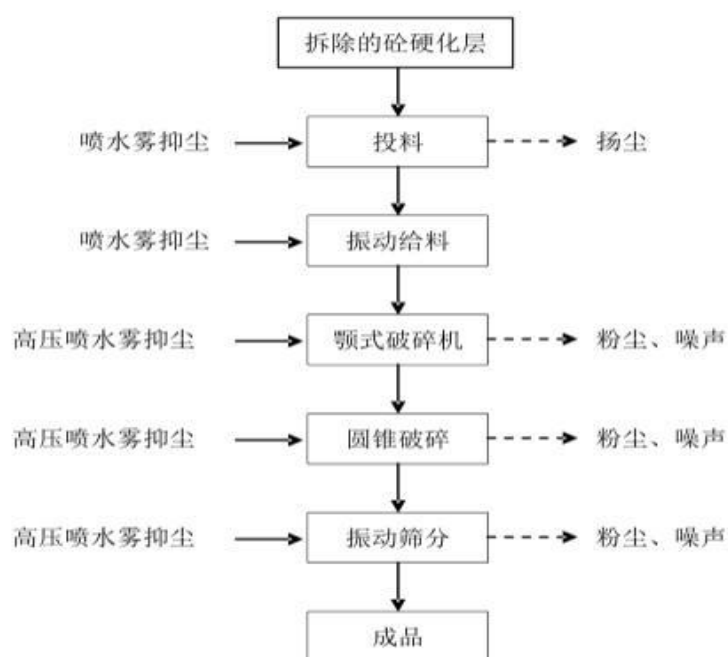 拆除的砼硬化层
喷水雾抑尘 投料 扬尘
喷水雾抑尘 振动给料
高压喷水雾抑尘 颚式破碎机 粉尘、噪声
高压喷水雾抑尘 圆锥破碎 粉尘、噪声
高压喷水雾抑尘 振动筛分 粉尘、噪声
成品